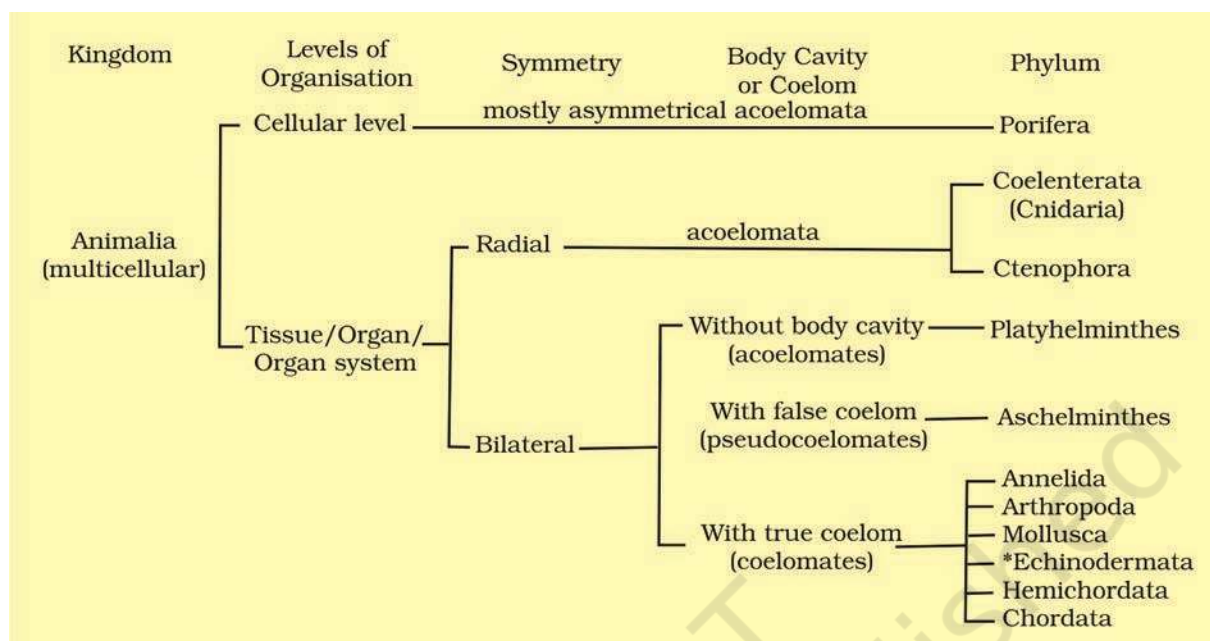 Kingdom
Levels of
Organisation
Symmetry
Body Cavity
or Coelom
Phylum
Cellular level
mostly asymmetrical acoelomata
Porifera
Animalia
(multicellular)
Tissue/Organ/
Organ system
Radial
acoelomata
Coelenterata
(Cnidaria)
Ctenophora
Bilateral
Without body cavity
(acoelomates)
Platyhelminthes
With false coelom
(pseudocoelomates)
Aschelminthes
With true coelom
(coelomates)
Annelida
Arthropoda
Mollusca
*Echinodermata
Hemichordata
Chordata